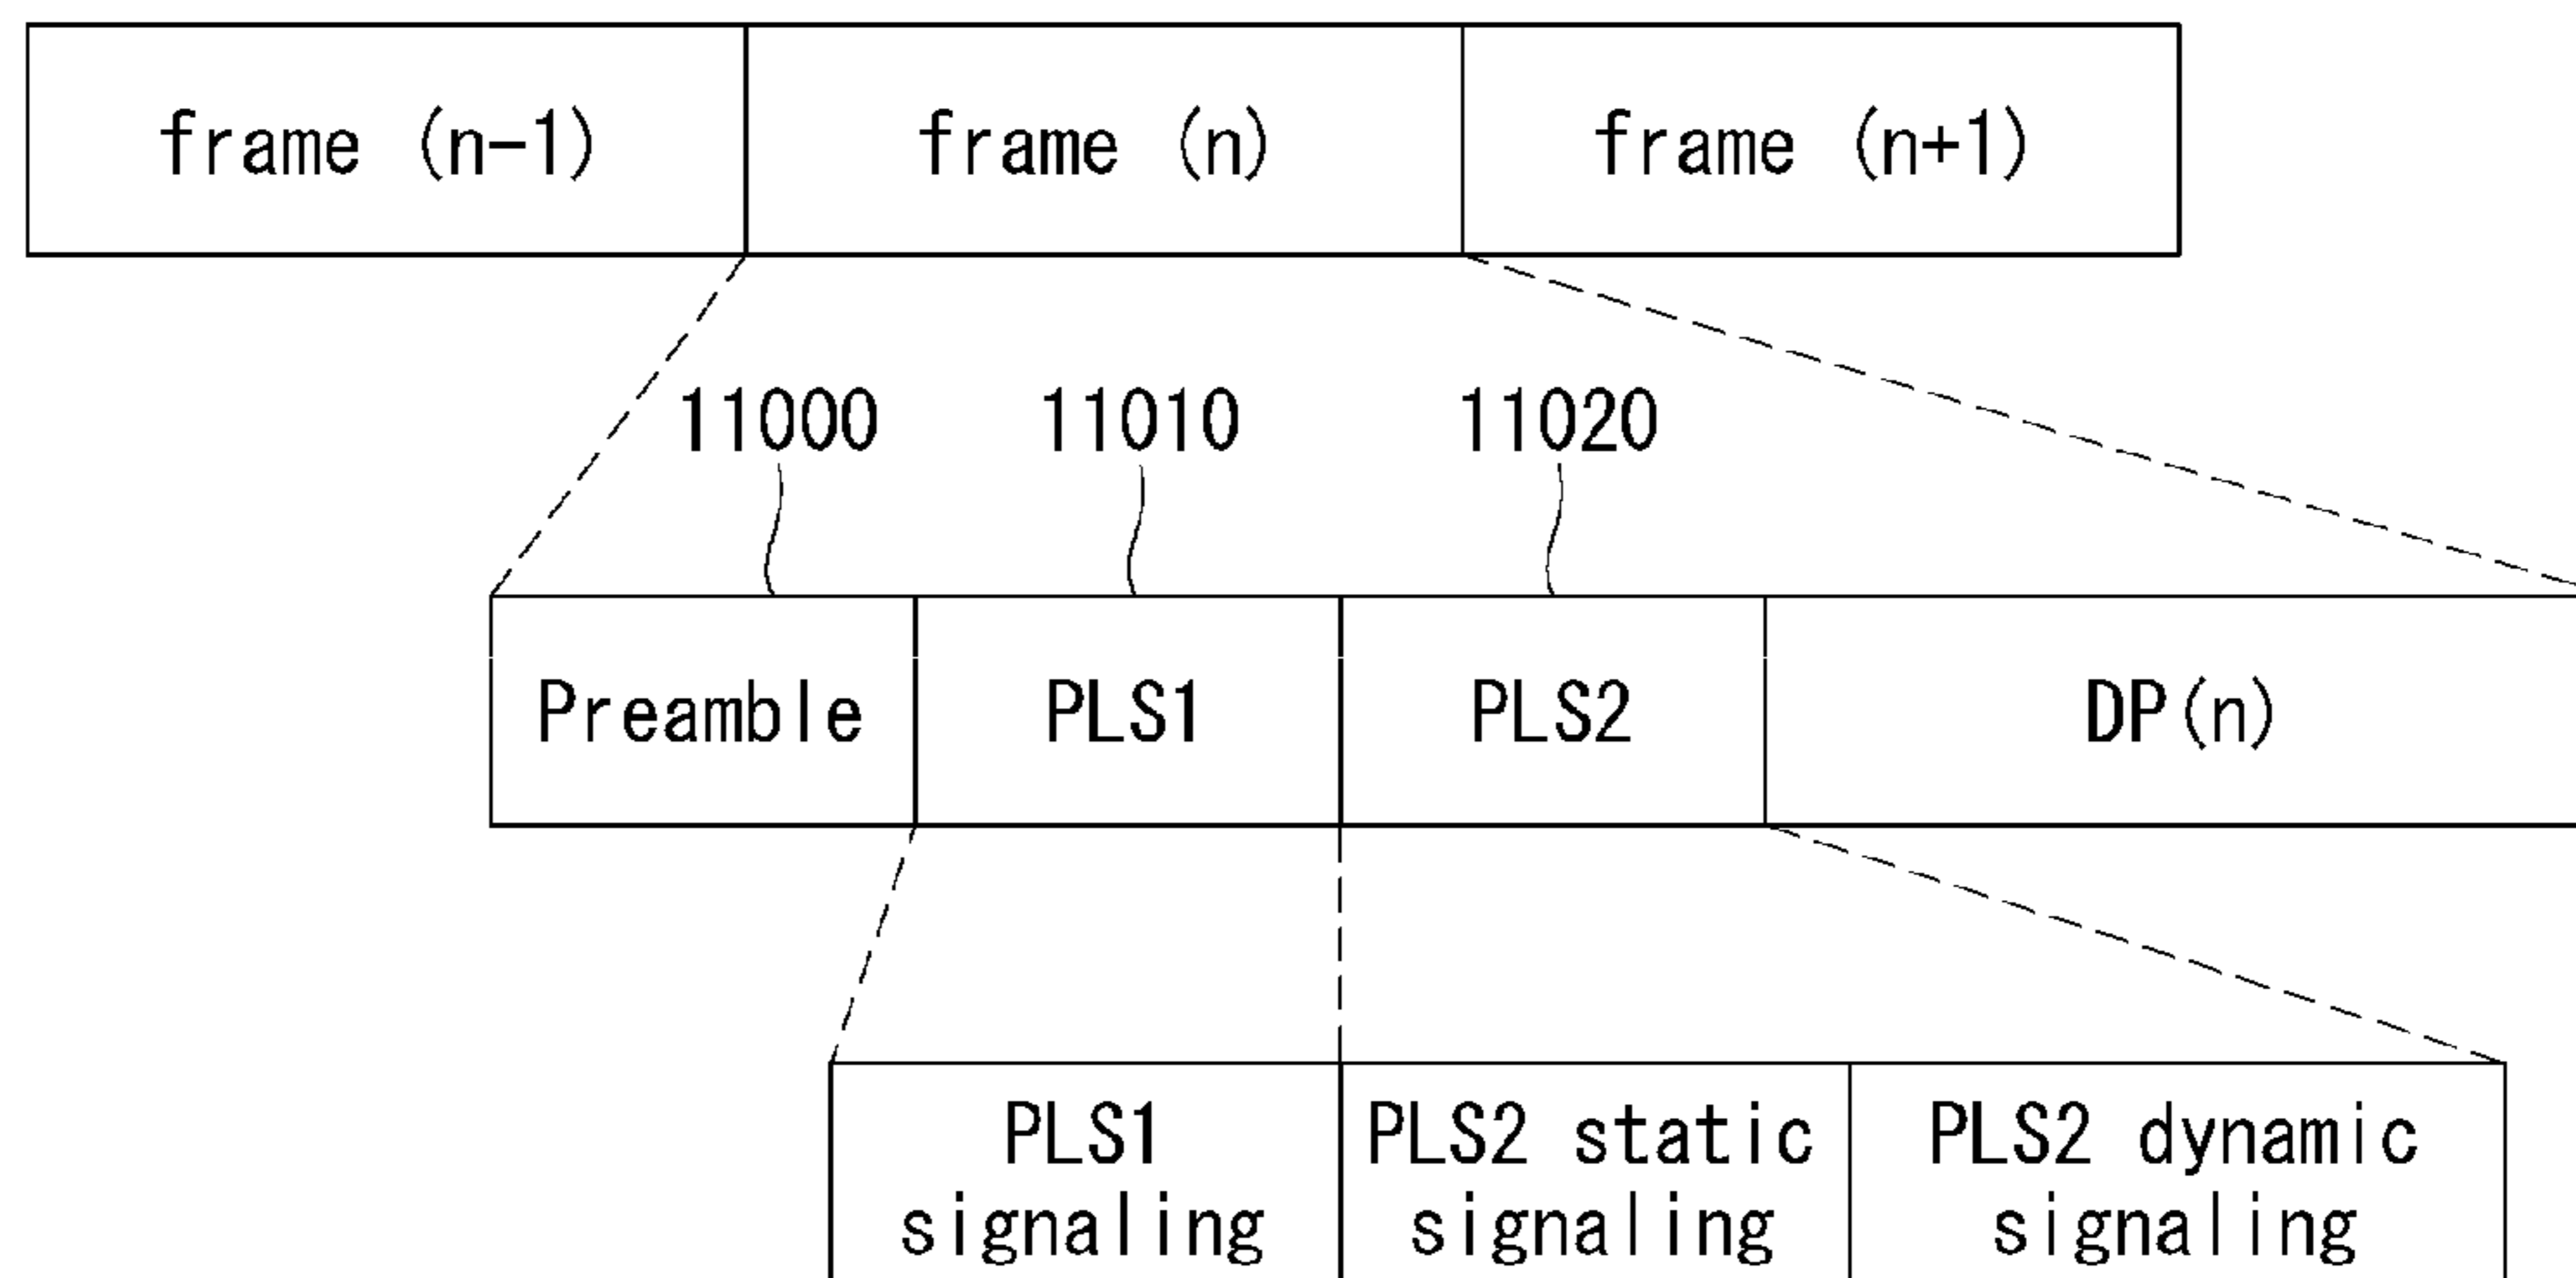 frame (n-1)
frame (n)
frame (n+1)
11000
11010
11020
Preamble
PLS1
PLS2
DP(n)
PLS1
signaling
PLS2 static
signaling
PLS2 dynamic
signaling